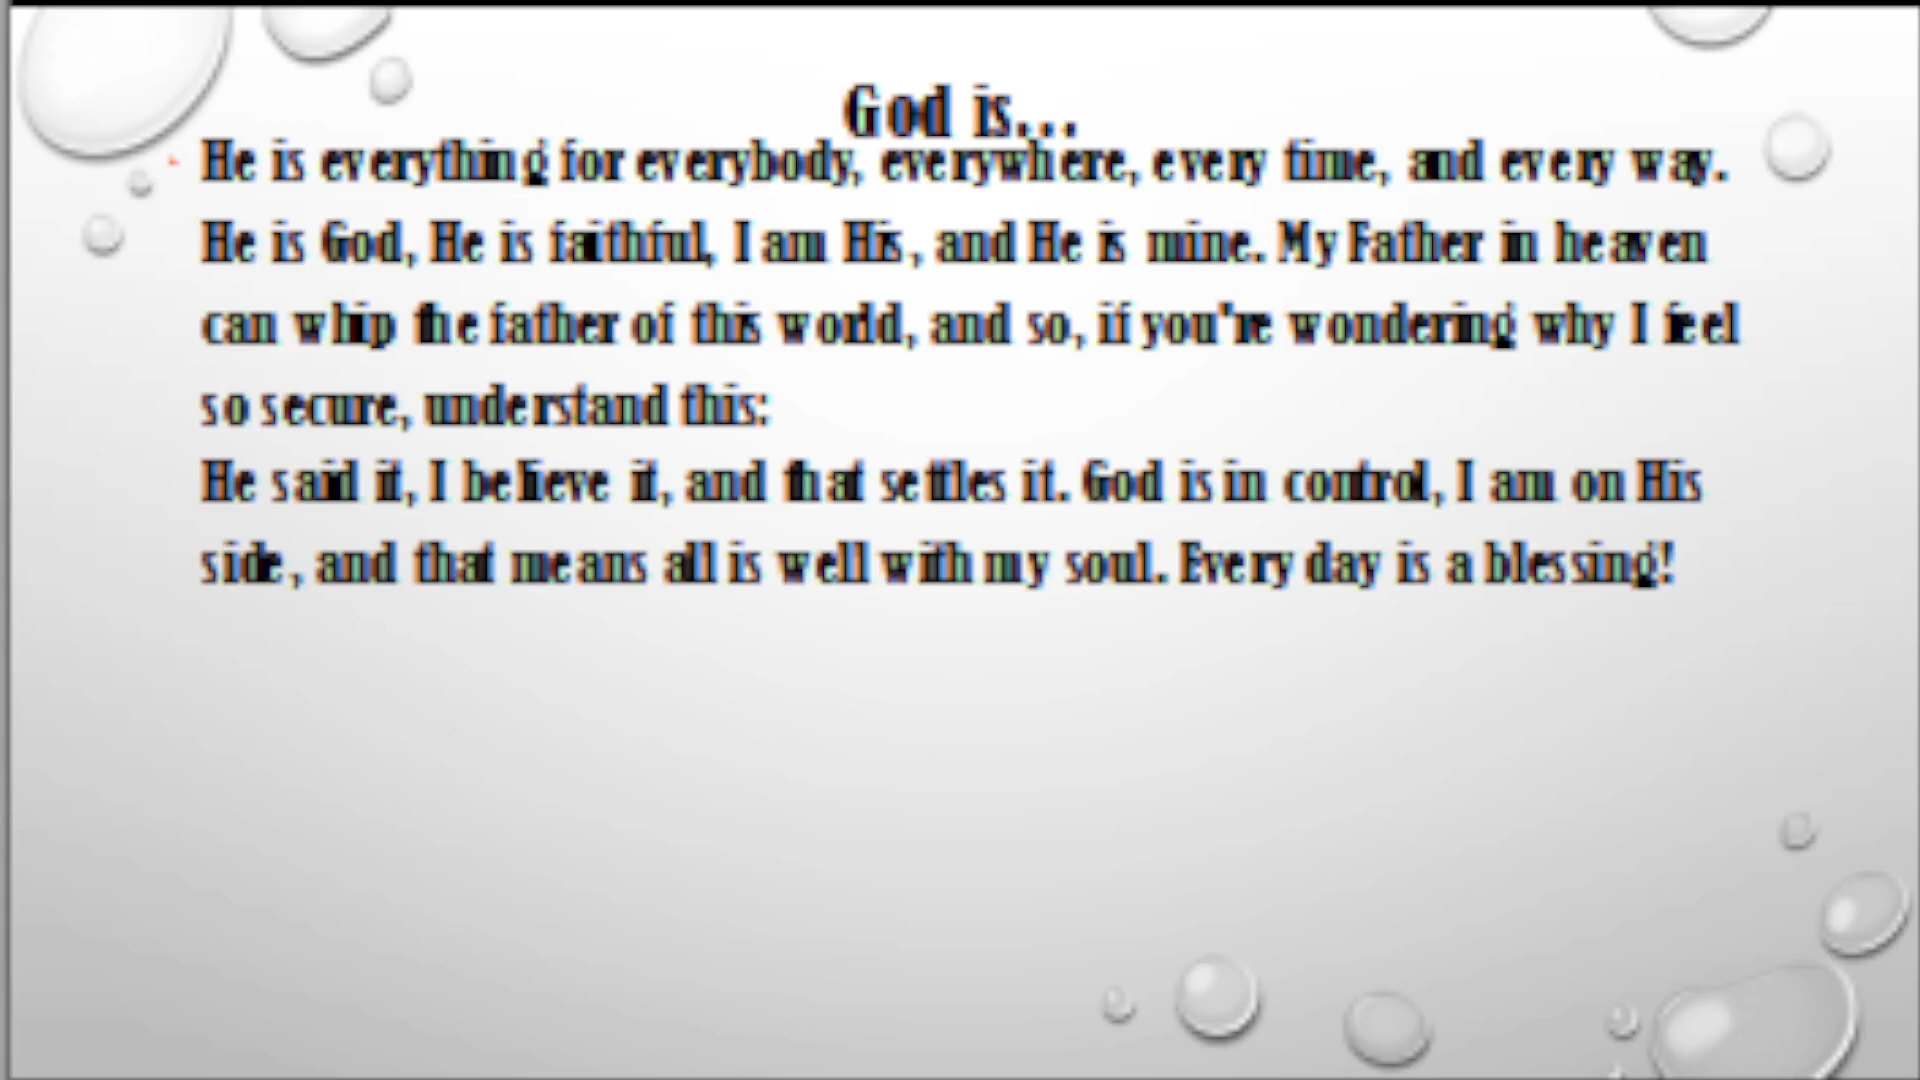 God is...
He is everything for everybody, everywhere, every time, and every way.
He is God, He is faithful, I am His, and He is mine. My Father in heaven
can whip the father of this world, and so, if you're wondering why I feel
so secure, understand this:
He said it, I believe it, and that settles it. God is in control, I am on His
side, and that means all is well with my soul. Every day is a blessing!